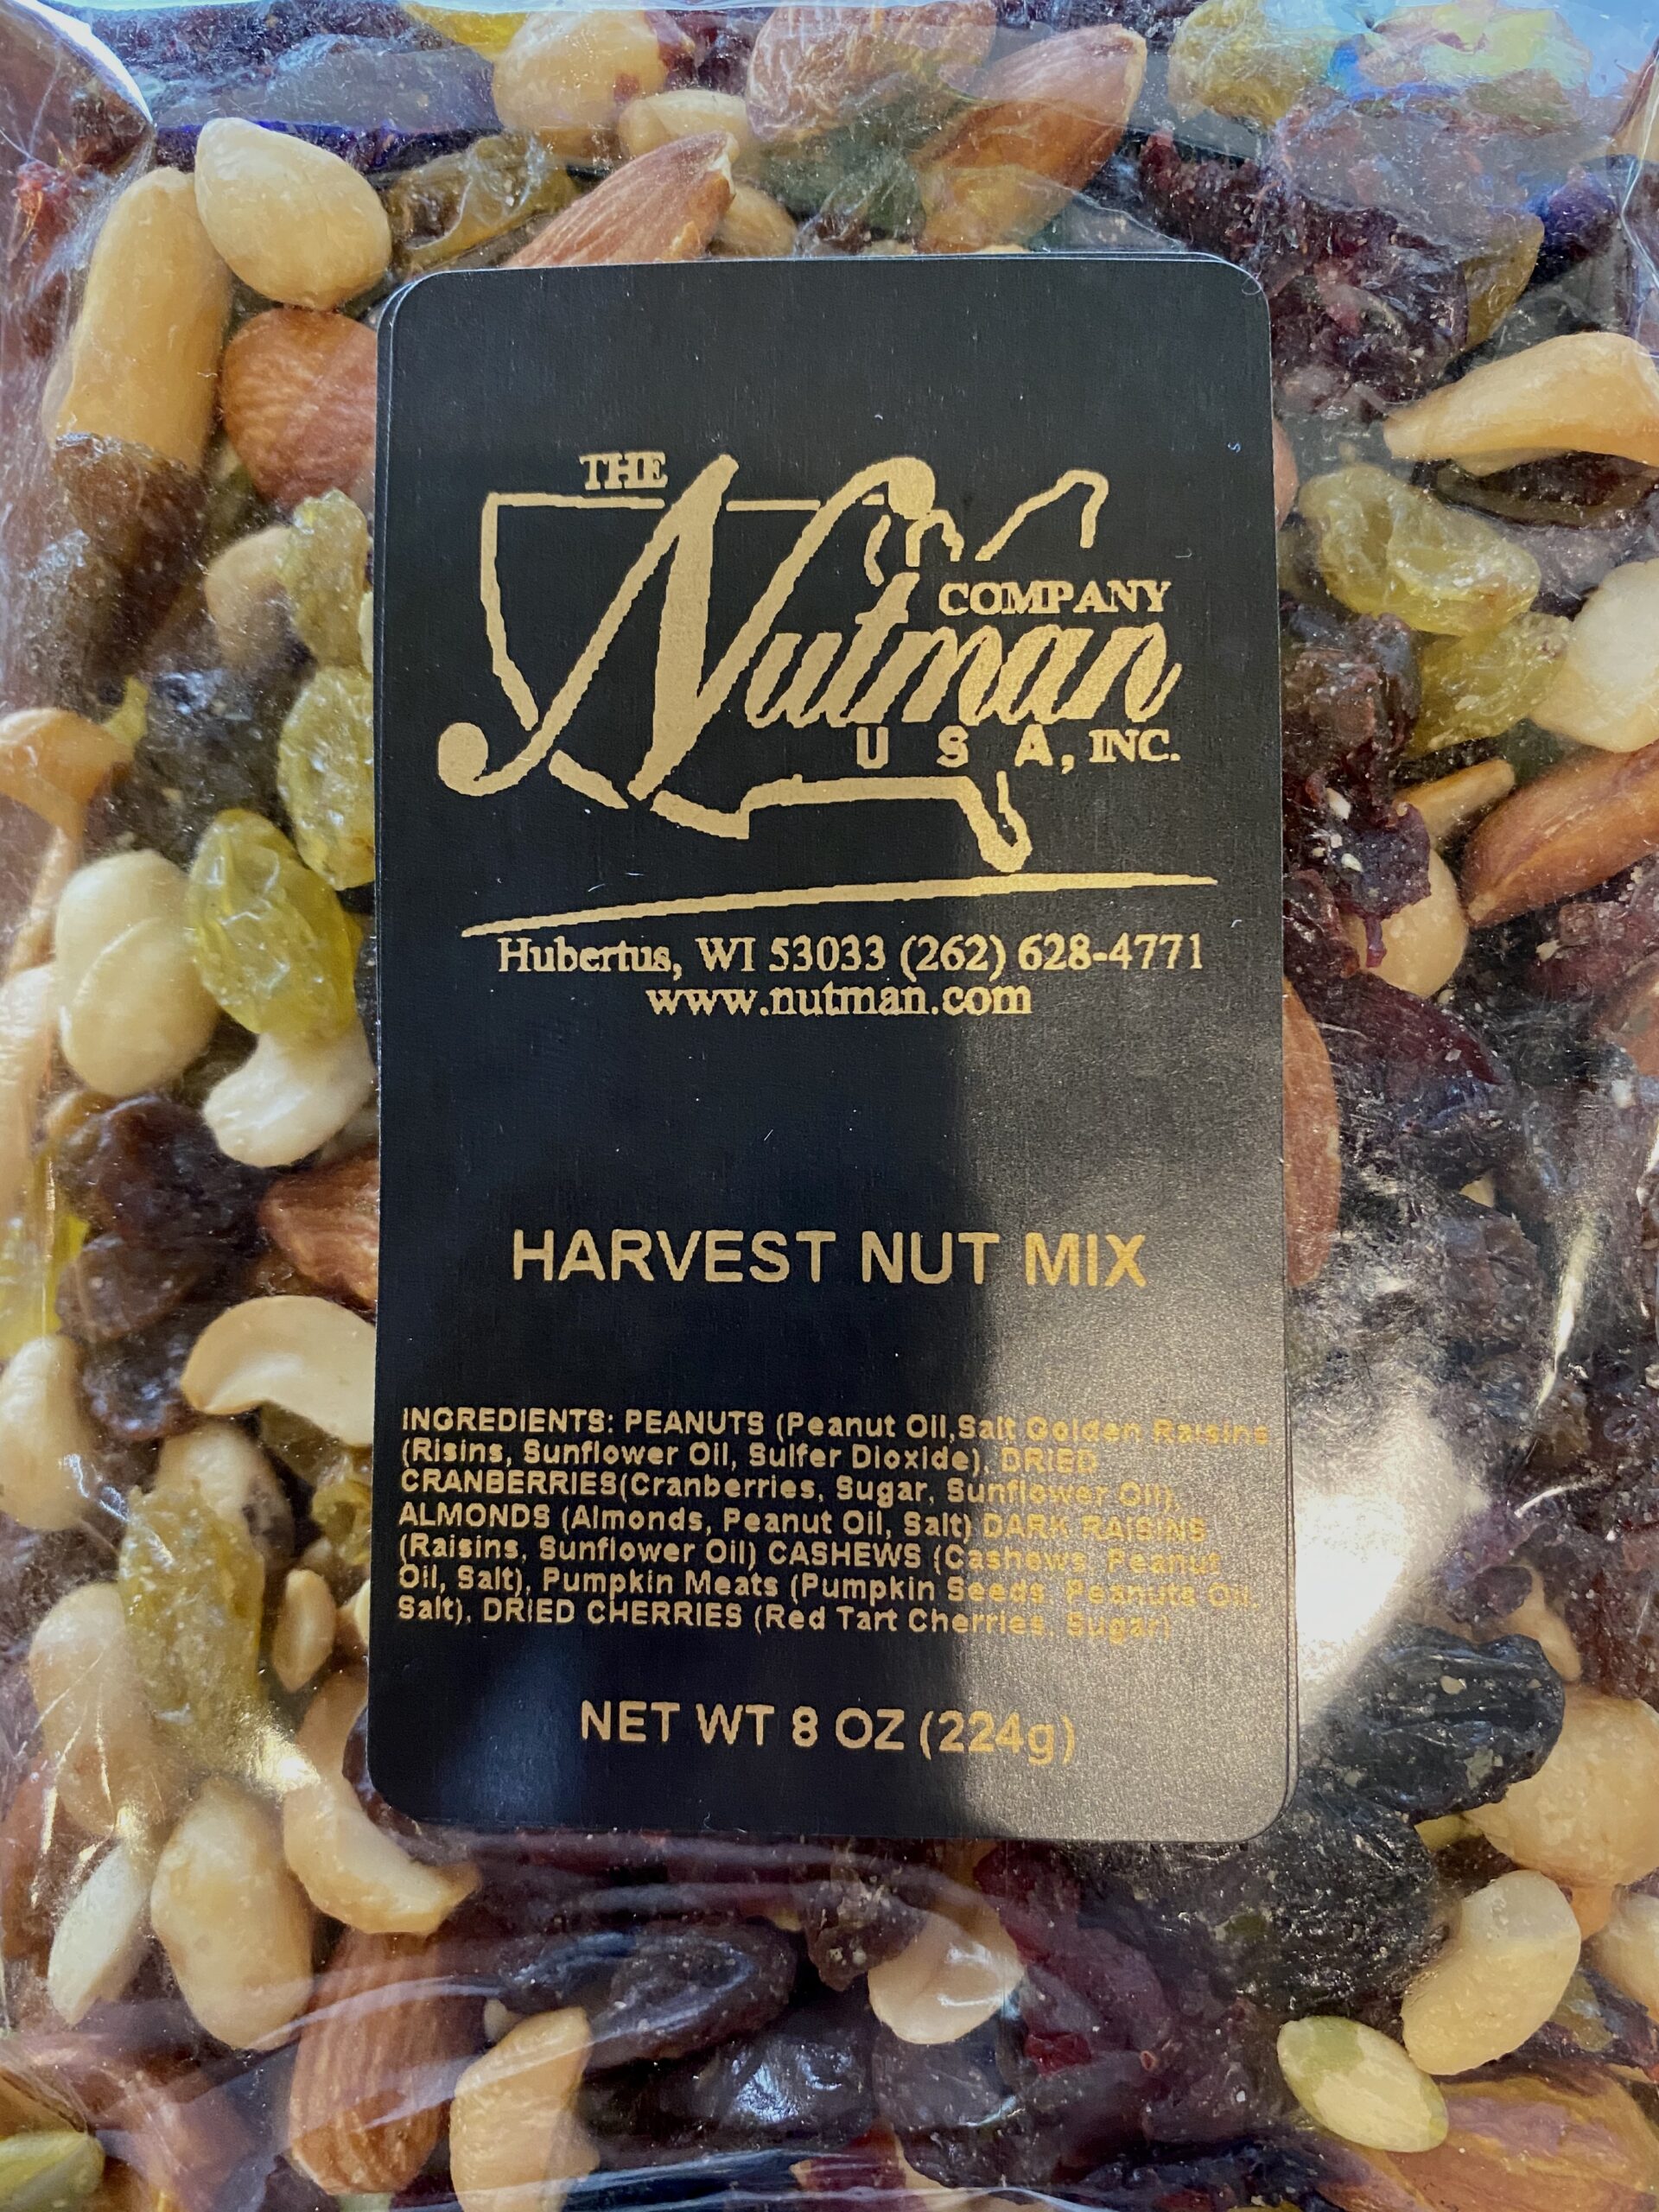 THE
COMPANY
Nutman
U S A, INC.
Hubertus, WI 53033 (262) 628-4771
www.nutman.com
HARVEST NUT MIX
INGREDIENTS: PEANUTS (Peanut Oil,Salt Golden Raisins
(Risins, Sunflower Oil, Sulfer Dioxide), DRIED
CRANBERRIES(Cranberries, Sugar, Sunflower Oil),
ALMONDS (Almonds, Peanut Oil, Salt) DARK RAISINS
(Raisins, Sunflower Oil) CASHEWS (Cashews, Peanut
Oil, Salt), Pumpkin Meats (Pumpkin Seeds, Peanuts Oil,
Salt), DRIED CHERRIES (Red Tart Cherries, Sugar)
NET WT 8 OZ (224g)